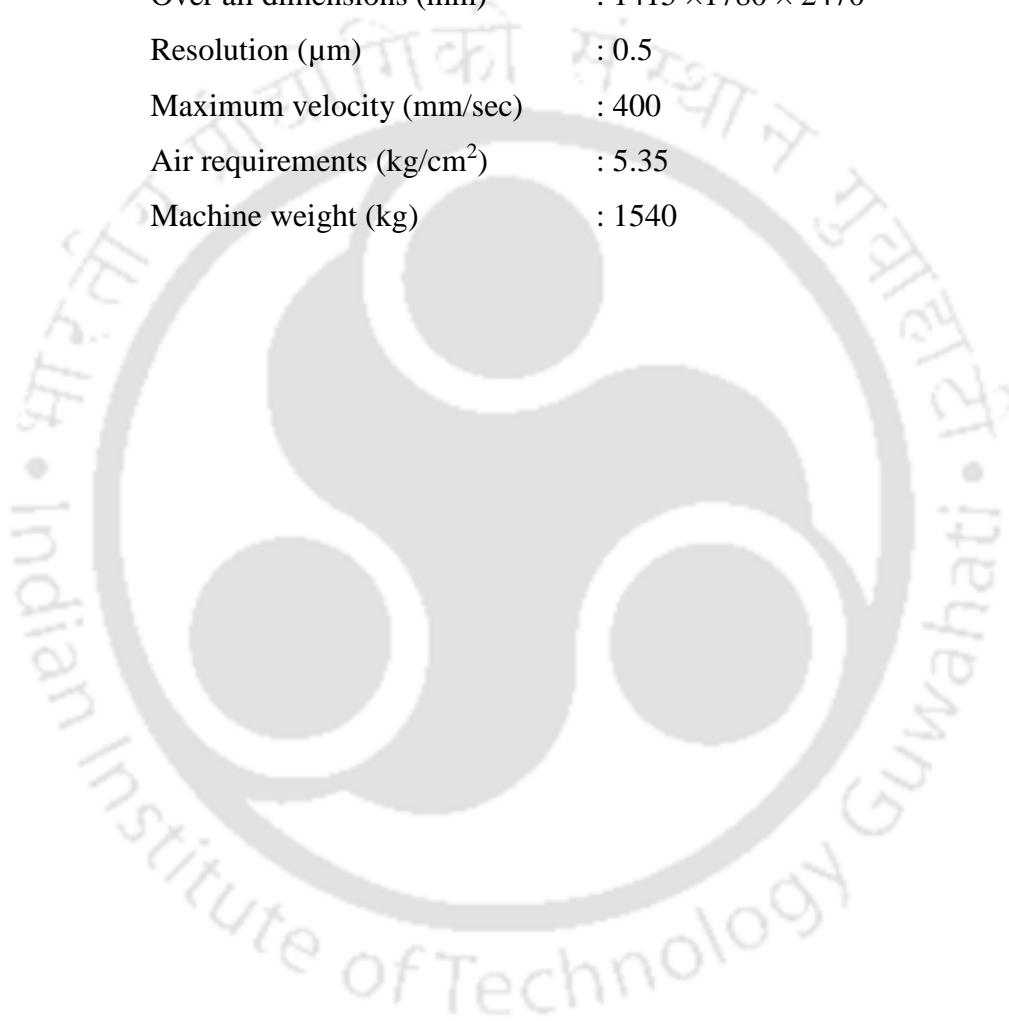 Over all dimensions (mm) :
Resolution (µm) : 0.5
Maximum velocity (mm/sec) : 400
Air requirements (kg/cm²) : 5.35
Machine weight (kg) : 1540
भारतीय प्रौद्योगिकी संस्थान गुवाहाटी
• Indian Institute of Technology Guwahati •